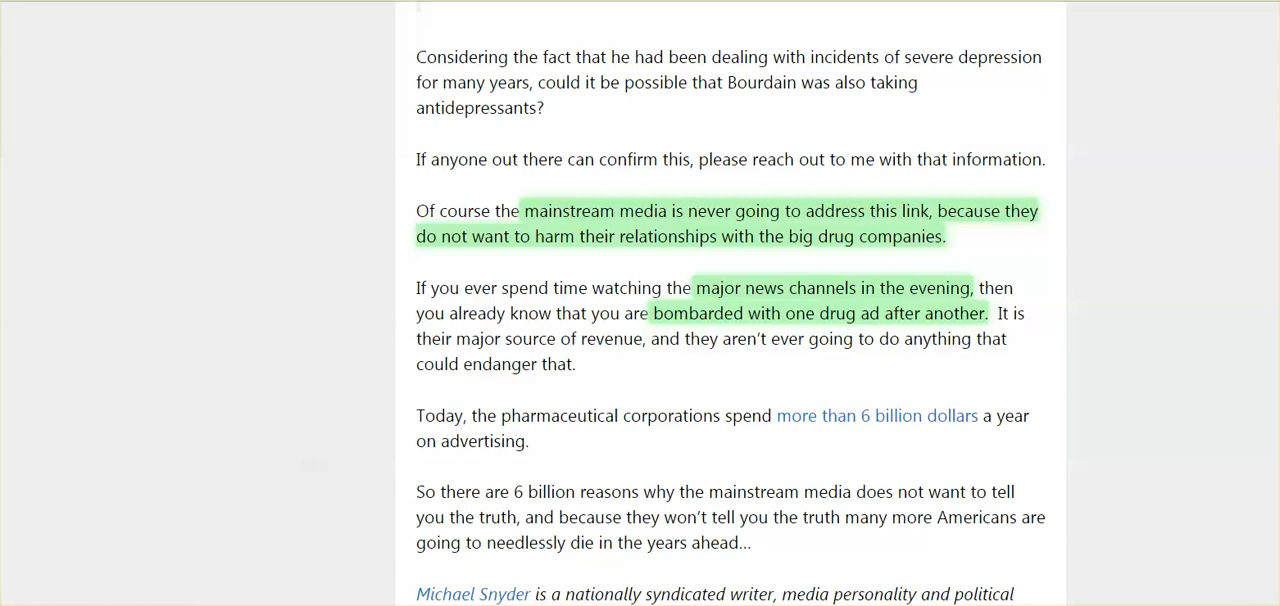 Considering the fact that he had been dealing with incidents of severe depression
for many years, could it be possible that Bourdain was also taking
antidepressants?
If anyone out there can confirm this, please reach out to me with that information.
Of course the mainstream media is never going to address this link, because they
do not want to harm their relationships with the big drug companies.
If you ever spend time watching the major news channels in the evening, then
you already know that you are bombarded with one drug ad after another.  It is
their major source of revenue, and they aren’t ever going to do anything that
could endanger that.
Today, the pharmaceutical corporations spend more than 6 billion dollars a year
on advertising.
So there are 6 billion reasons why the mainstream media does not want to tell
you the truth, and because they won’t tell you the truth many more Americans are
going to needlessly die in the years ahead…
Michael Snyder is a nationally syndicated writer, media personality and political